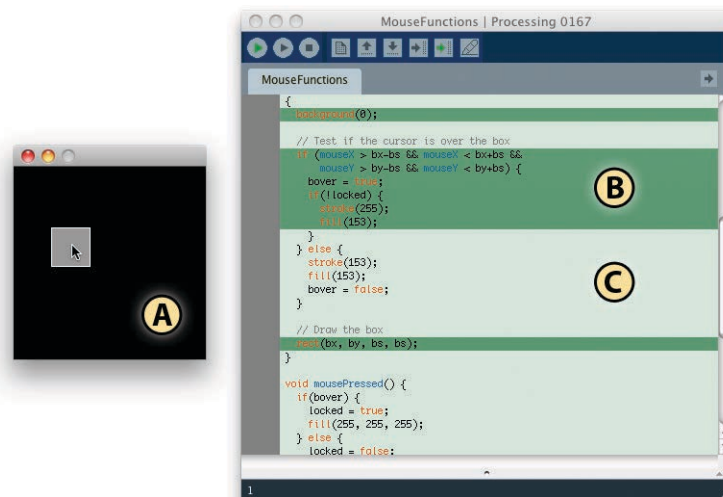 MouseFunctions | Processing 0167
MouseFunctions
{
background(0);
// Test if the cursor is over the box
if (mouseX > bx-bs && mouseX < bx+bs &&
mouseY > by-bs && mouseY < by+bs) {
bover = true;
if(!locked) {
stroke(255);
fill(153);
}
} else {
stroke(153);
fill(153);
bover = false;
}
// Draw the box
rect(bx, by, bs, bs);
}
void mousePressed() {
if(bover) {
locked = true;
fill(255, 255, 255);
} else {
locked = false;
1
A
B
C